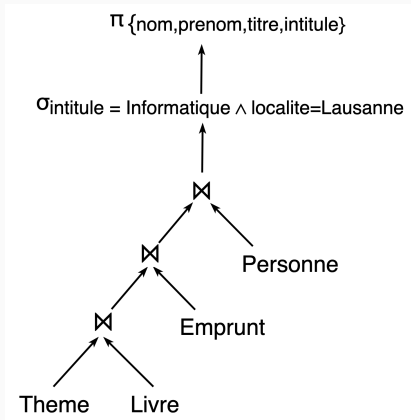 π {nom,prenom,titre,intitule}
σintitule = Informatique ∧ localite=Lausanne
⋈
⋈
Personne
⋈
Emprunt
Theme Livre